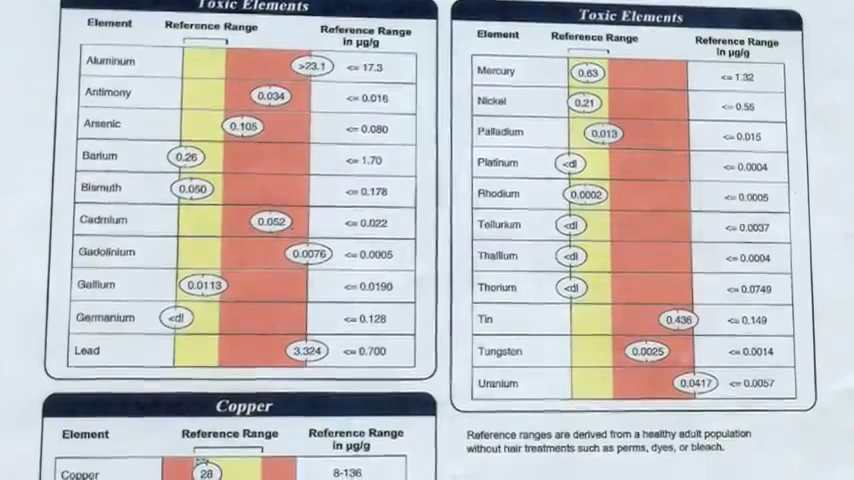 Toxic Elements
Element Reference Range Reference Range in µg/g
Aluminum >23.1 <= 17.3
Antimony 0.034 <= 0.016
Arsenic 0.105 <= 0.080
Barium 0.26 <= 1.70
Bismuth 0.050 <= 0.178
Cadmium 0.052 <= 0.022
Gadolinium 0.0076 <= 0.0005
Gallium 0.0113 <= 0.0190
Germanium <dl <= 0.128
Lead 3.324 <= 0.700
Copper
Element Reference Range Reference Range in µg/g
Copper 28 8-136
Toxic Elements
Element Reference Range Reference Range in µg/g
Mercury 0.63 <= 1.32
Nickel 0.21 <= 0.55
Palladium 0.013 <= 0.015
Platinum <dl <= 0.0004
Rhodium 0.0002 <= 0.0005
Tellurium <dl <= 0.0037
Thallium <dl <= 0.0004
Thorium <dl <= 0.0749
Tin 0.436 <= 0.149
Tungsten 0.0025 <= 0.0014
Uranium 0.0417 <= 0.0057
Reference ranges are derived from a healthy adult population
without hair treatments such as perms, dyes, or bleach.